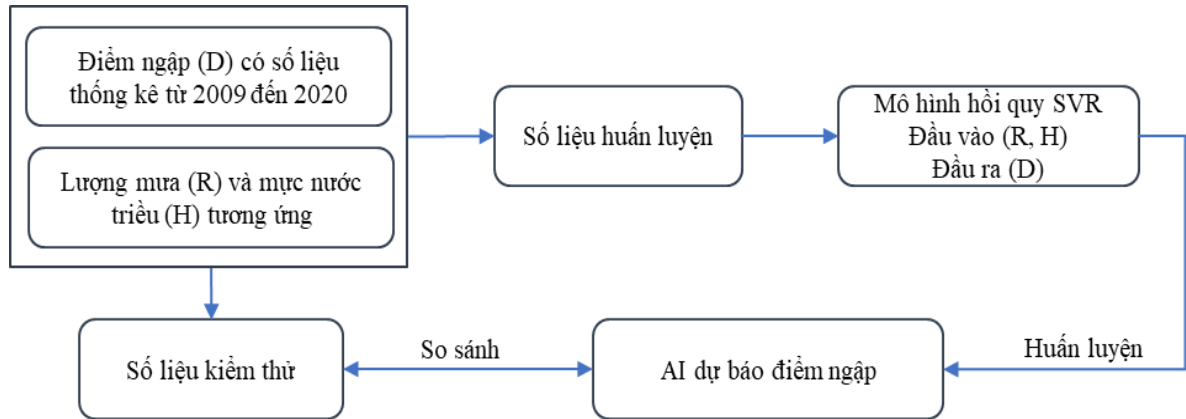 Điểm ngập (D) có số liệu
thống kê từ 2009 đến 2020
Lượng mưa (R) và mực nước
triều (H) tương ứng
Số liệu huấn luyện
Mô hình hồi quy SVR
Đầu vào (R, H)
Đầu ra (D)
Số liệu kiểm thử
So sánh
AI dự báo điểm ngập
Huấn luyện